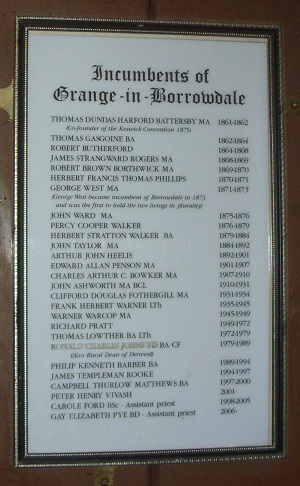 Incumbents of
Grange-in-Borrowdale
THOMAS DUNDAS HARFORD BATTERSBY MA 1861-1862
(Co-founder of the Keswick Convention 1875)
THOMAS GASGOINE BA 1862-1864
ROBERT RUTHERFORD 1864-1868
JAMES STRANGWARD ROGERS MA 1868-1869
ROBERT BROWN BORTHWICK MA 1869-1870
HERBERT FRANCIS THOMAS PHILLIPS 1870-1871
GEORGE WEST MA 1871-1875
(George West became incumbent of Borrowdale in 1873
and was the first to hold the two livings in plurality)
JOHN WARD MA 1875-1876
PERCY COOPER WALKER 1876-1879
HERBERT STRATTON WALKER BA 1879-1884
JOHN TAYLOR MA 1884-1892
ARTHUR JOHN HEELIS 1892-1901
EDWARD ALLAN PENSON MA 1901-1907
CHARLES ARTHUR C. BOWKER MA 1907-1910
JOHN ASHWORTH MA BCL 1910-1931
CLIFFORD DOUGLAS FOTHERGILL MA 1931-1934
FRANK HERBERT WARNER LTh 1935-1945
WARNER WARCOP MA 1945-1949
RICHARD PRATT 1949-1972
THOMAS LOWTHER BA LTh 1972-1979
RONALD CHARLES JOHNS TD BA CF 1979-1989
(Also Rural Dean of Derwent)
PHILIP KENNETH BARBER BA 1989-1994
JAMES TEMPLEMAN ROOKE 1994-1997
CAMPBELL THURLOW MATTHEWS BA 1997-2000
PETER HENRY VIVASH 2001-
CAROLE FORD BSc - Assistant priest 1998-2005
GAY ELIZABETH PYE BD - Assistant priest 2006-